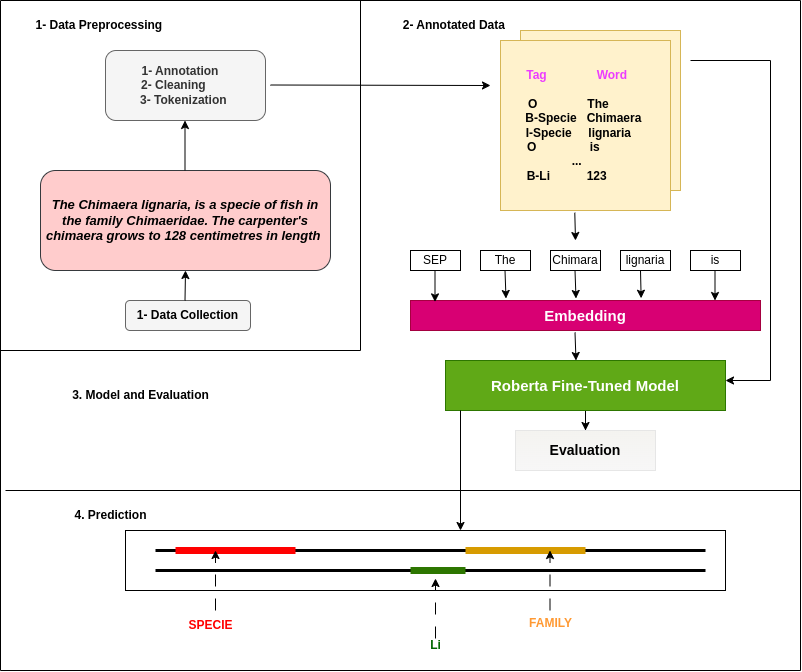 1- Data Preprocessing
1- Annotation
2- Cleaning
3- Tokenization
The Chimaera lignaria, is a specie of fish in
the family Chimaeridae. The carpenter's
chimaera grows to 128 centimetres in length
1- Data Collection
2- Annotated Data
Tag Word
O The
B-Specie Chimaera
I-Specie lignaria
O is
...
B-Li 123
SEP The Chimara lignaria is
Embedding
3. Model and Evaluation
Roberta Fine-Tuned Model
Evaluation
4. Prediction
SPECIE
FAMILY
Li